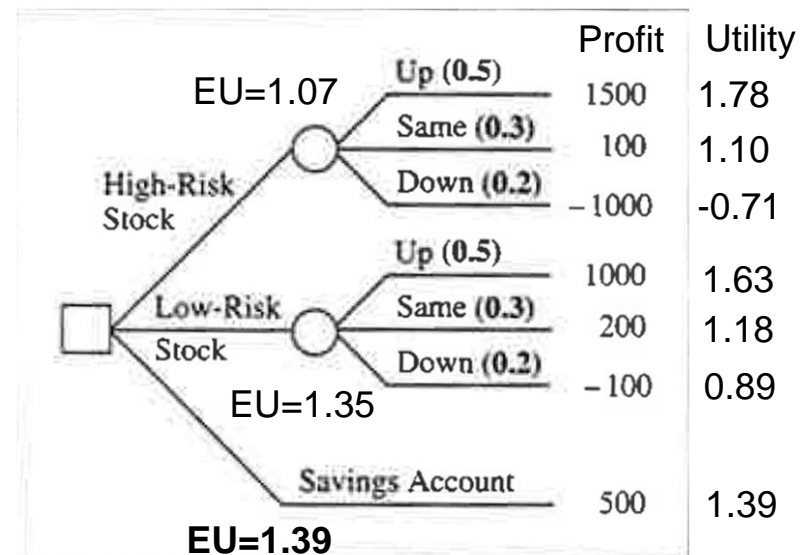 Profit Utility
EU=1.07
Up (0.5) 1500 1.78
Same (0.3) 100 1.10
High-Risk
Stock
Down (0.2) -1000 -0.71
Up (0.5) 1000 1.63
Low-Risk
Stock
Same (0.3) 200 1.18
Down (0.2) -100 0.89
EU=1.35
Savings Account 500 1.39
EU=1.39